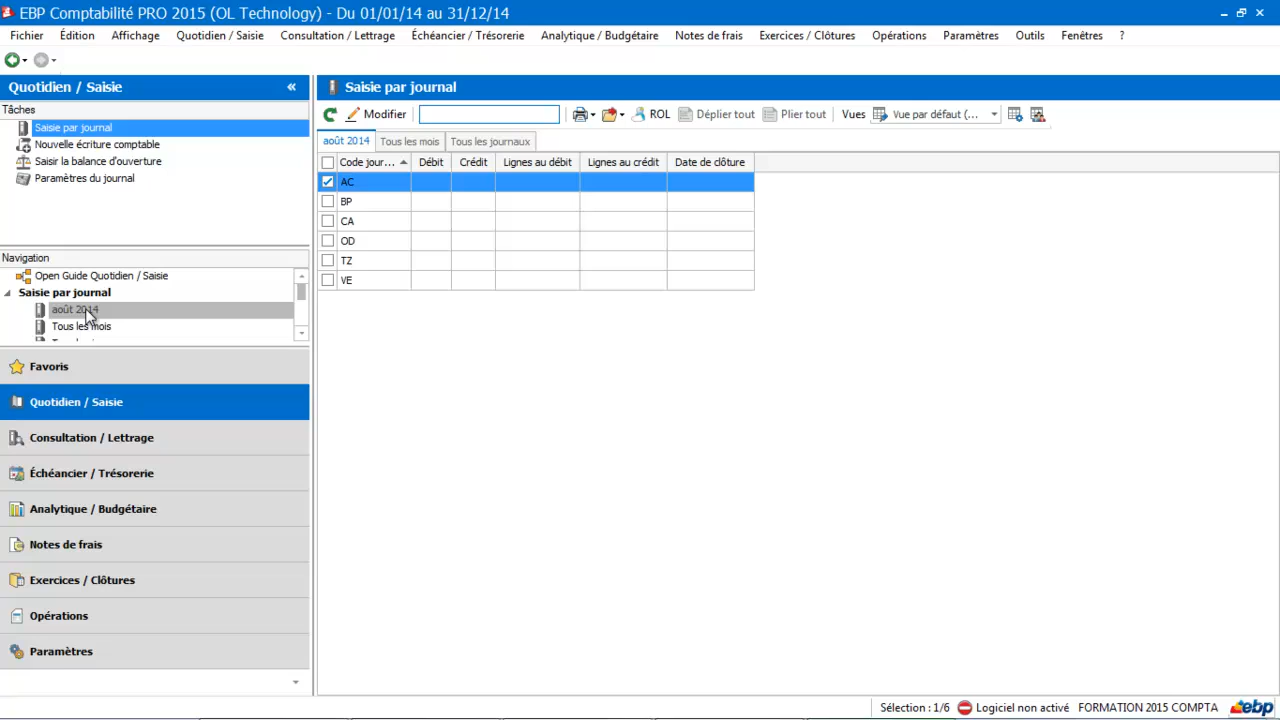 EBP Comptabilité PRO 2015 (OL Technology) - Du 01/01/14 au 31/12/14
Fichier Édition Affichage Quotidien / Saisie Consultation / Lettrage Échéancier / Trésorerie Analytique / Budgétaire Notes de frais Exercices / Clôtures Opérations Paramètres Outils Fenêtres ?
Quotidien / Saisie «
Tâches
Saisie par journal
Nouvelle écriture comptable
Saisir la balance d'ouverture
Paramètres du journal
Navigation
Open Guide Quotidien / Saisie
Saisie par journal
août 2014
Tous les mois
Favoris
Quotidien / Saisie
Consultation / Lettrage
Échéancier / Trésorerie
Analytique / Budgétaire
Notes de frais
Exercices / Clôtures
Opérations
Paramètres
Saisie par journal
Modifier ROL Déplier tout Plier tout Vues Vue par défaut (...
août 2014 Tous les mois Tous les journaux
Code jour... Débit Crédit Lignes au débit Lignes au crédit Date de clôture
AC
BP
CA
OD
TZ
VE
Sélection : 1/6 Logiciel non activé FORMATION 2015 COMPTA ebp